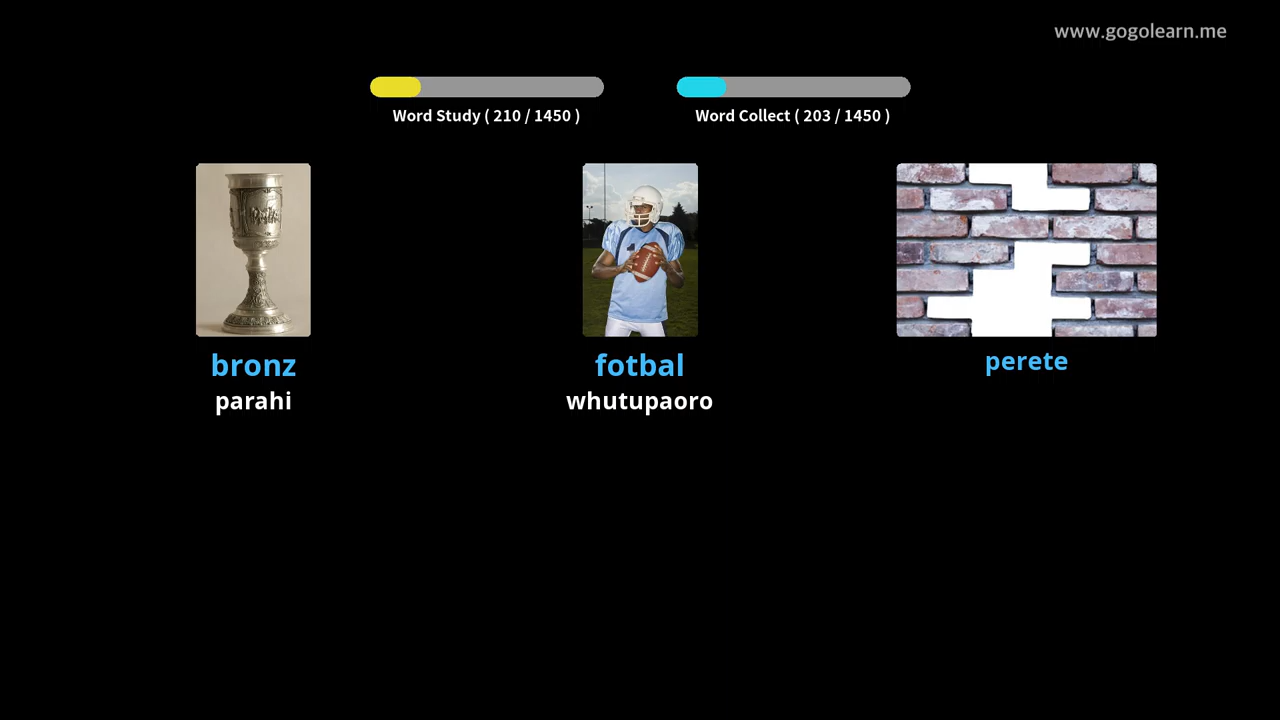 www.gogolearn.me
Word Study ( 210 / 1450 )
Word Collect ( 203 / 1450 )
bronz
parahi
fotbal
whutupaoro
perete